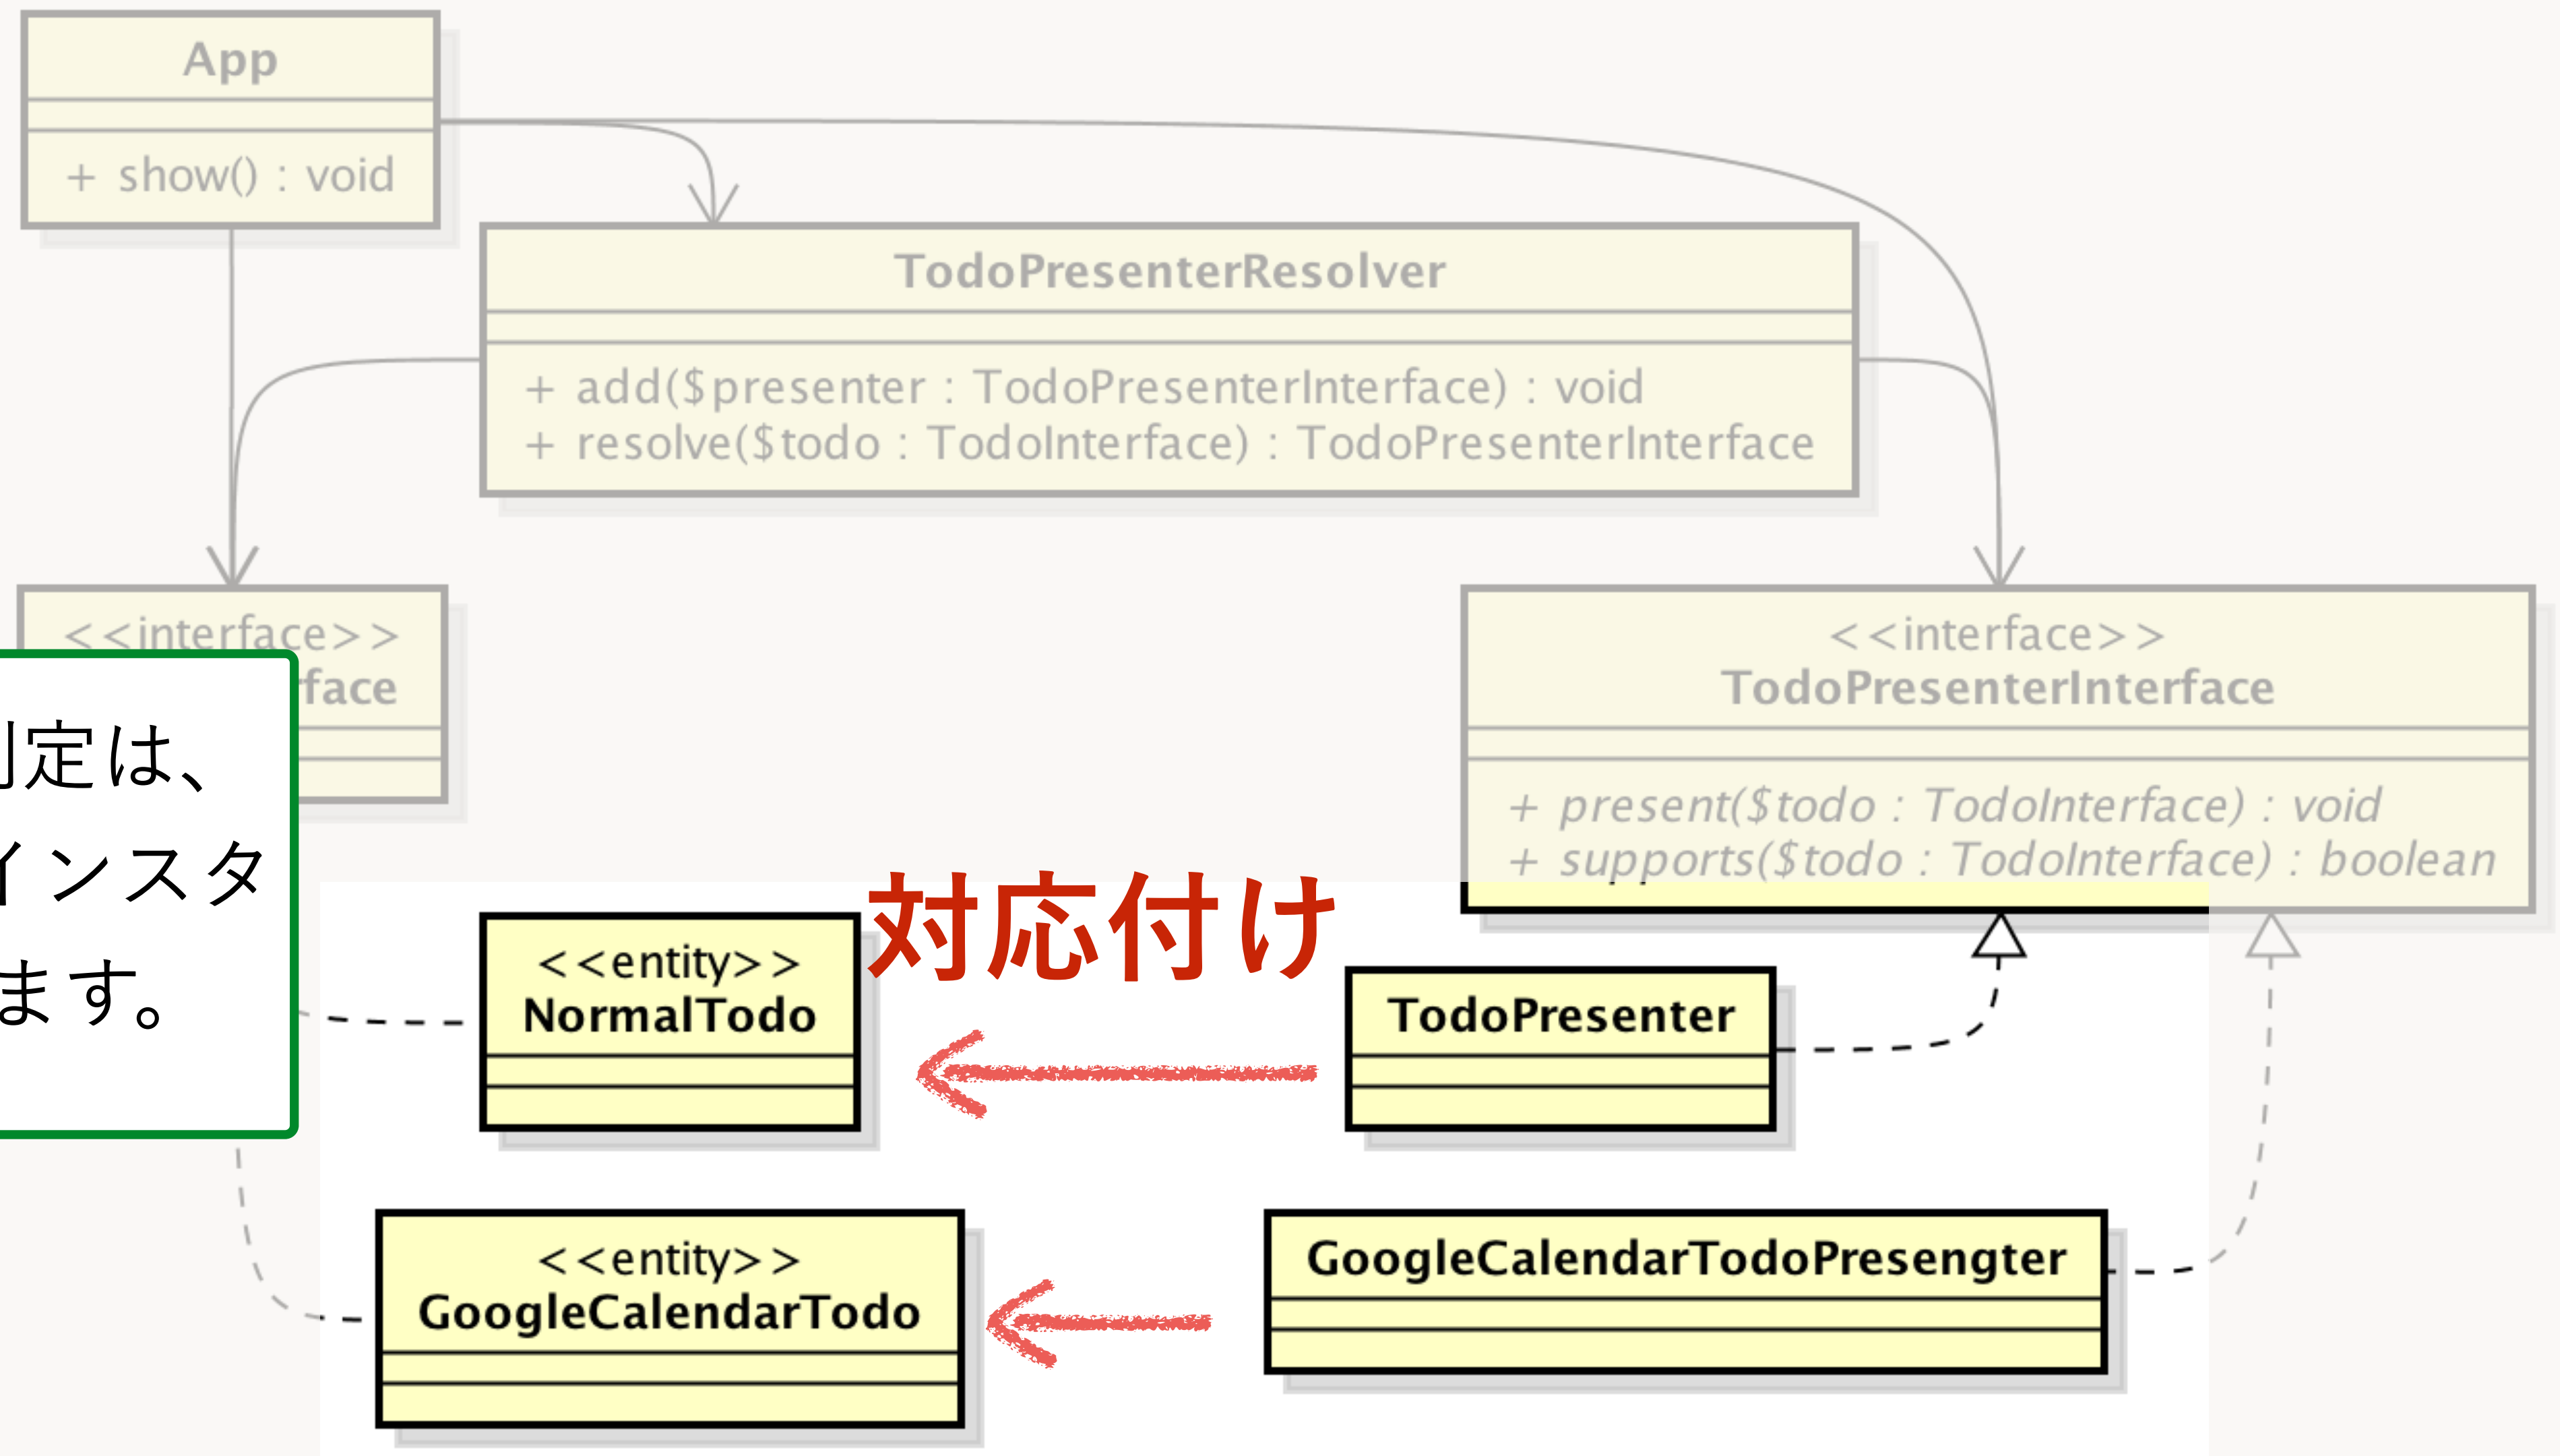 App
+ show() : void
TodoPresenterResolver
+ add($presenter : TodoPresenterInterface) : void
+ resolve($todo : TodoInterface) : TodoPresenterInterface
<<interface>>
rface
<<interface>>
TodoPresenterInterface
+ present($todo : TodoInterface) : void
+ supports($todo : TodoInterface) : boolean
定は、
インスタ
ます。
対応付け
<<entity>>
NormalTodo
TodoPresenter
<<entity>>
GoogleCalendarTodo
GoogleCalendarTodoPresengter